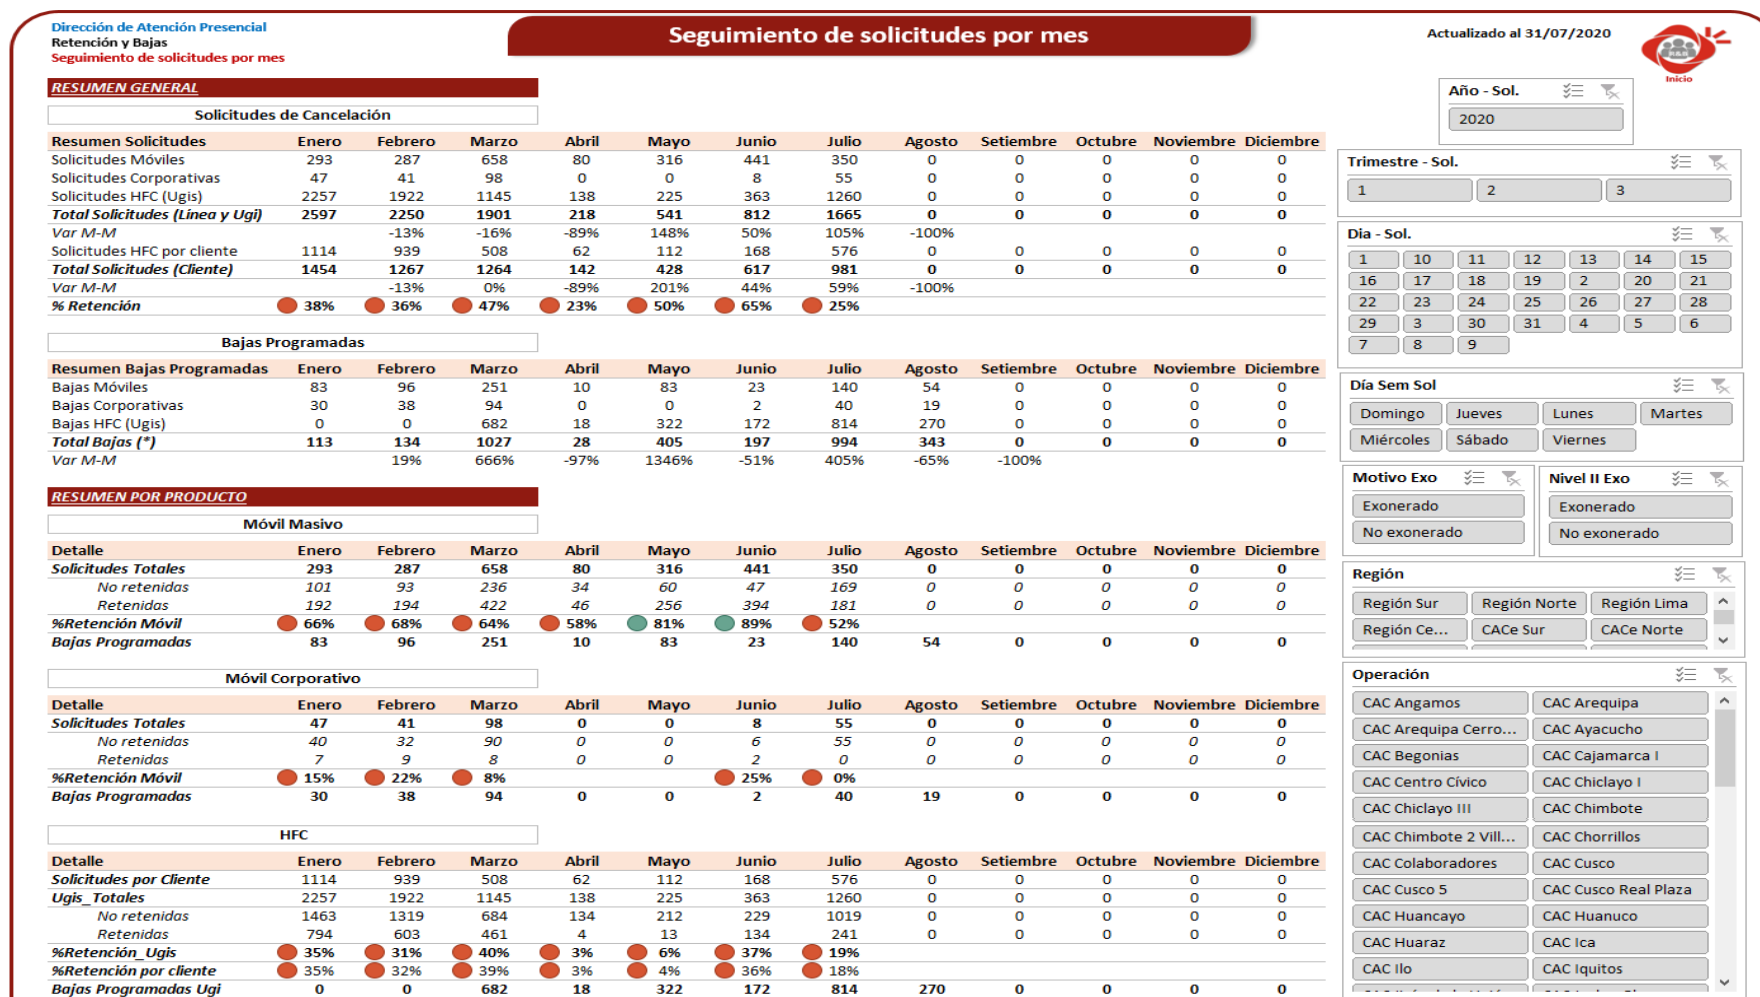 Dirección de Atención Presencial
Retención y Bajas
Seguimiento de solicitudes por mes
Seguimiento de solicitudes por mes
Actualizado al 31/07/2020
Inicio
RESUMEN GENERAL
Solicitudes de Cancelación
Resumen Solicitudes Enero Febrero Marzo Abril Mayo Junio Julio Agosto Setiembre Octubre Noviembre Diciembre
Solicitudes Móviles 293 287 658 80 316 441 350 0 0 0 0 0
Solicitudes Corporativas 47 41 98 0 0 8 55 0 0 0 0 0
Solicitudes HFC (Ugis) 2257 1922 1145 138 225 363 1260 0 0 0 0 0
Total Solicitudes (Línea y Ugi) 2597 2250 1901 218 541 812 1665 0 0 0 0 0
Var M-M -13% -16% -89% 148% 50% 105% -100%
Solicitudes HFC por cliente 1114 939 508 62 112 168 576 0 0 0 0 0
Total Solicitudes (Cliente) 1454 1267 1264 142 428 617 981 0 0 0 0 0
Var M-M -13% 0% -89% 201% 44% 59% -100%
% Retención 38% 36% 47% 23% 50% 65% 25%
Bajas Programadas
Resumen Bajas Programadas Enero Febrero Marzo Abril Mayo Junio Julio Agosto Setiembre Octubre Noviembre Diciembre
Bajas Móviles 83 96 251 10 83 23 140 54 0 0 0 0
Bajas Corporativas 30 38 94 0 0 2 40 19 0 0 0 0
Bajas HFC (Ugis) 0 0 682 18 322 172 814 270 0 0 0 0
Total Bajas (*) 113 134 1027 28 405 197 994 343 0 0 0 0
Var M-M 19% 666% -97% 1346% -51% 405% -65% -100%
RESUMEN POR PRODUCTO
Móvil Masivo
Detalle Enero Febrero Marzo Abril Mayo Junio Julio Agosto Setiembre Octubre Noviembre Diciembre
Solicitudes Totales 293 287 658 80 316 441 350 0 0 0 0 0
No retenidas 101 93 236 34 60 47 169 0 0 0 0 0
Retenidas 192 194 422 46 256 394 181 0 0 0 0 0
%Retención Móvil 66% 68% 64% 58% 81% 89% 52%
Bajas Programadas 83 96 251 10 83 23 140 54 0 0 0 0
Móvil Corporativo
Detalle Enero Febrero Marzo Abril Mayo Junio Julio Agosto Setiembre Octubre Noviembre Diciembre
Solicitudes Totales 47 41 98 0 0 8 55 0 0 0 0 0
No retenidas 40 32 90 0 0 6 55 0 0 0 0 0
Retenidas 7 9 8 0 0 2 0 0 0 0 0 0
%Retención Móvil 15% 22% 8% 25% 0%
Bajas Programadas 30 38 94 0 0 2 40 19 0 0 0 0
HFC
Detalle Enero Febrero Marzo Abril Mayo Junio Julio Agosto Setiembre Octubre Noviembre Diciembre
Solicitudes por Cliente 1114 939 508 62 112 168 576 0 0 0 0 0
Ugis_Totales 2257 1922 1145 138 225 363 1260 0 0 0 0 0
No retenidas 1463 1319 684 134 212 229 1019 0 0 0 0 0
Retenidas 794 603 461 4 13 134 241 0 0 0 0 0
%Retención_Ugis 35% 31% 40% 3% 6% 37% 19%
%Retención por cliente 35% 32% 39% 3% 4% 36% 18%
Bajas Programadas Ugi 0 0 682 18 322 172 814 270 0 0 0 0
Año - Sol.
2020
Trimestre - Sol.
1 2 3
Dia - Sol.
1 10 11 12 13 14 15
16 17 18 19 2 20 21
22 23 24 25 26 27 28
29 3 30 31 4 5 6
7 8 9
Día Sem Sol
Domingo Jueves Lunes Martes
Miércoles Sábado Viernes
Motivo Exo
Exonerado
No exonerado
Nivel II Exo
Exonerado
No exonerado
Región
Región Sur Región Norte Región Lima
Región Ce... CACe Sur CACe Norte
Operación
CAC Angamos CAC Arequipa
CAC Arequipa Cerro... CAC Ayacucho
CAC Begonias CAC Cajamarca I
CAC Centro Cívico CAC Chiclayo I
CAC Chiclayo III CAC Chimbote
CAC Chimbote 2 Vill... CAC Chorrillos
CAC Colaboradores CAC Cusco
CAC Cusco 5 CAC Cusco Real Plaza
CAC Huancayo CAC Huanuco
CAC Huaraz CAC Ica
CAC Ilo CAC Iquitos